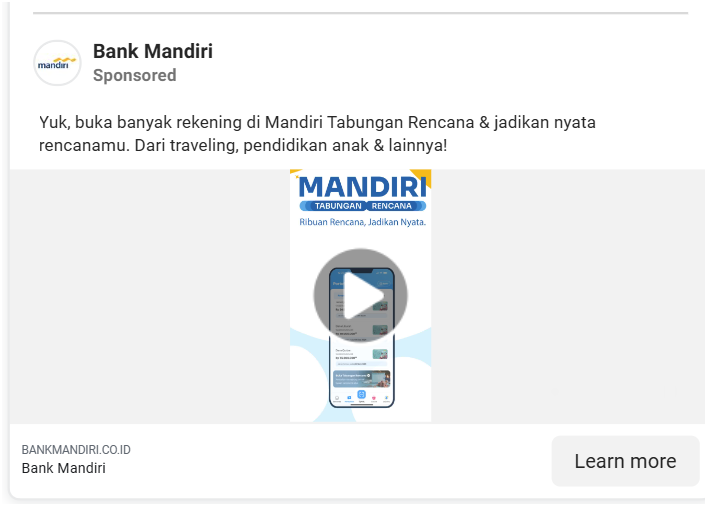 mandiri
Bank Mandiri
Sponsored
Yuk, buka banyak rekening di Mandiri Tabungan Rencana & jadikan nyata
rencanamu. Dari traveling, pendidikan anak & lainnya!
MANDIRI
TABUNGAN RENCANA
Ribuan Rencana, Jadikan Nyata.
BANKMANDIRI.CO.ID
Bank Mandiri
Learn more